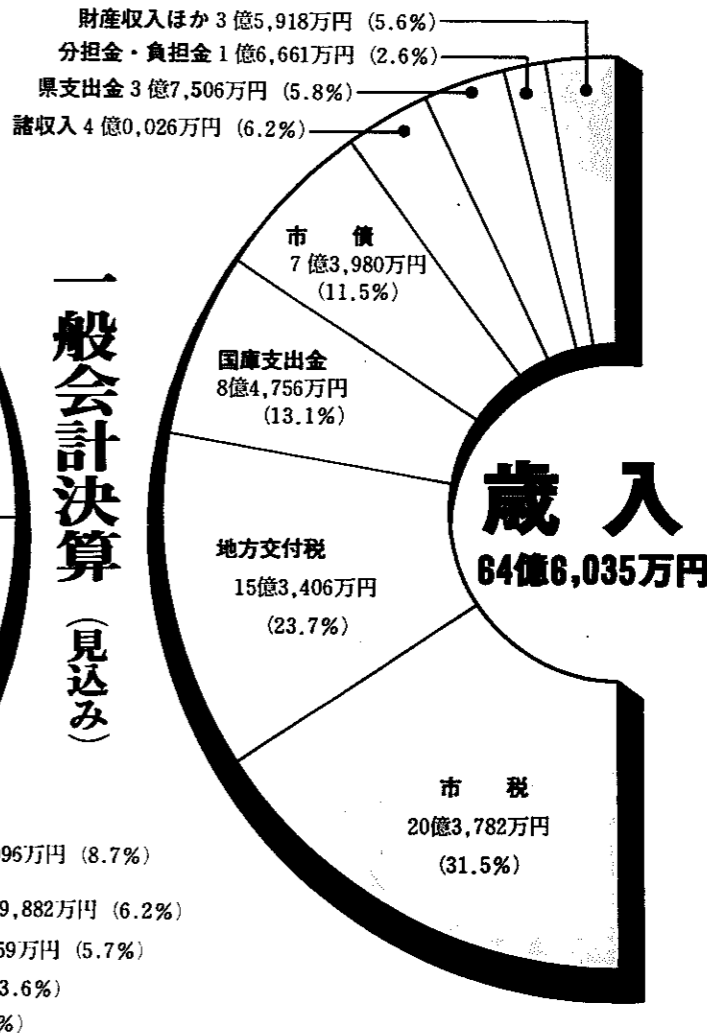 財産収入ほか 3億5,918万円 (5.6%)
分担金・負担金 1億6,661万円 (2.6%)
県支出金 3億7,506万円 (5.8%)
諸収入 4億0,026万円 (6.2%)
市 債
7億3,980万円
(11.5%)
国庫支出金
8億4,756万円
(13.1%)
地方交付税
15億3,406万円
(23.7%)
市 税
20億3,782万円
(31.5%)
歳 入
64億6,035万円
一般会計決算(見込み)
96万円 (8.7%)
9,882万円 (6.2%)
59万円 (5.7%)
3.6%)
%)